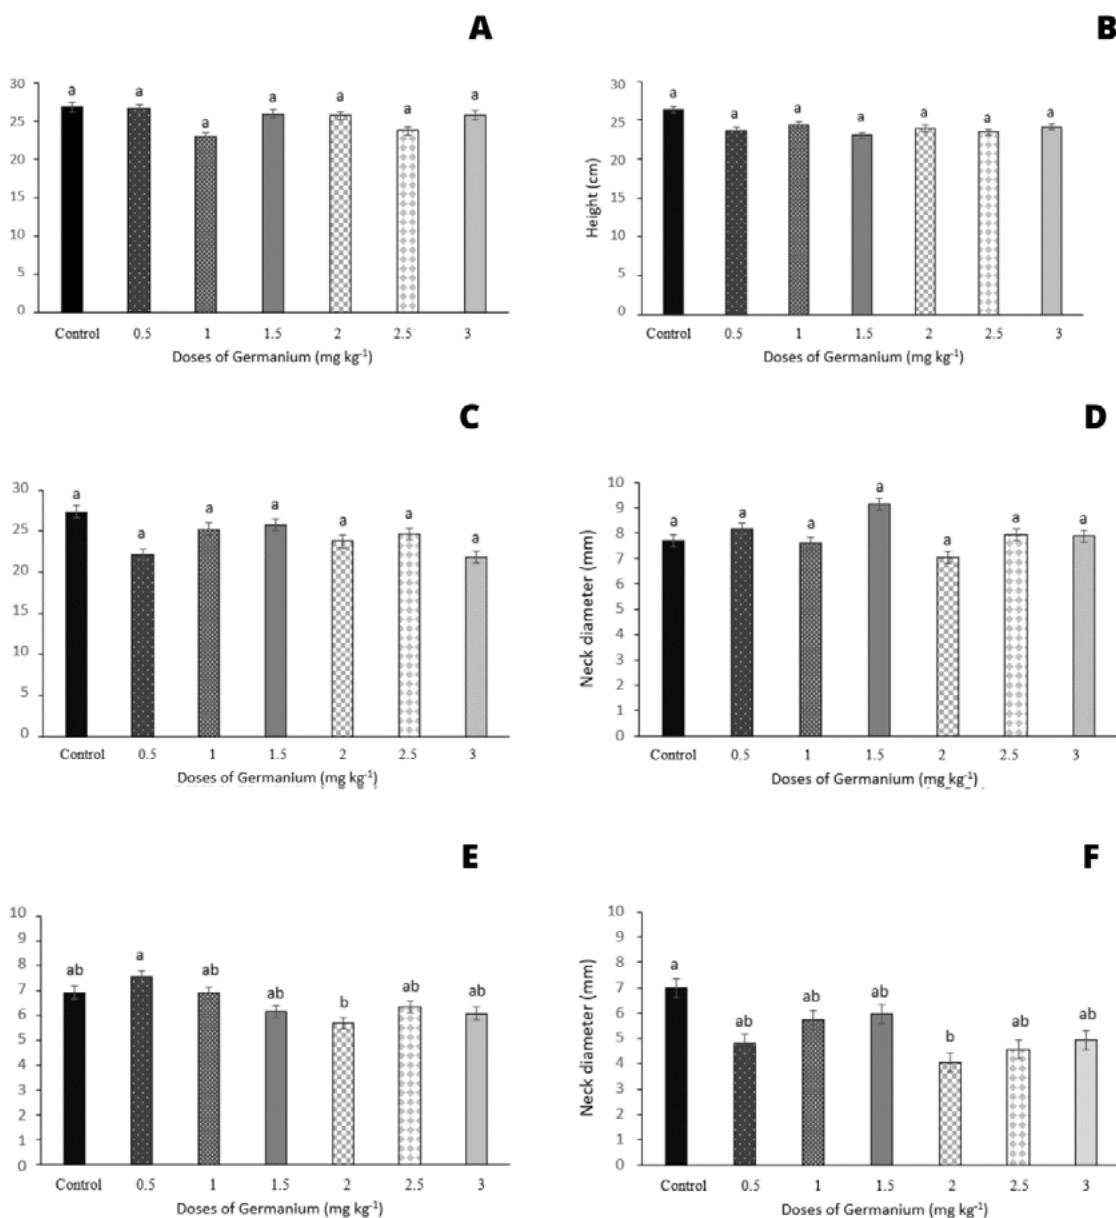 A
30
25
20
15
10
5
0
a a a a a a a
Control 0.5 1 1.5 2 2.5 3
Doses of Germanium (mg kg⁻¹)
B
Height (cm)
30
25
20
15
10
5
0
a a a a a a a
Control 0.5 1 1.5 2 2.5 3
Doses of Germanium (mg kg⁻¹)
C
30
25
20
15
10
5
0
a a a a a a a
Control 0.5 1 1.5 2 2.5 3
Doses of Germanium (mg kg⁻¹)
D
Neck diameter (mm)
10
9
8
7
6
5
4
3
2
1
0
a a a a a a a
Control 0.5 1 1.5 2 2.5 3
Doses of Germanium (mg kg⁻¹)
E
10
9
8
7
6
5
4
3
2
1
0
ab a ab ab b ab ab
Control 0.5 1 1.5 2 2.5 3
Doses of Germanium (mg kg⁻¹)
F
Neck diameter (mm)
10
9
8
7
6
5
4
3
2
1
0
a ab ab ab b ab ab
Control 0.5 1 1.5 2 2.5 3
Doses of Germanium (mg kg⁻¹)